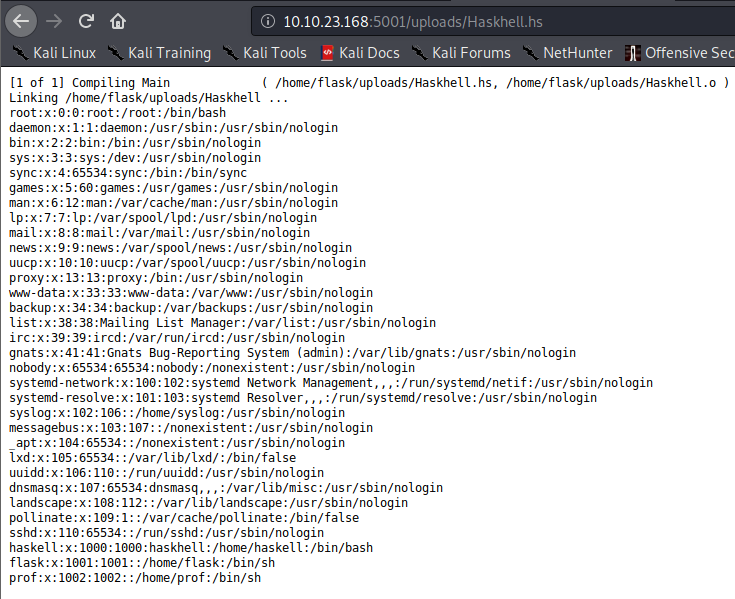 10.10.23.168:5001/uploads/Haskhell.hs
Kali Linux Kali Training Kali Tools Kali Docs Kali Forums NetHunter Offensive Sec
[1 of 1] Compiling Main ( /home/flask/uploads/Haskhell.hs, /home/flask/uploads/Haskhell.o )
Linking /home/flask/uploads/Haskhell ...
root:x:0:0:root:/root:/bin/bash
daemon:x:1:1:daemon:/usr/sbin:/usr/sbin/nologin
bin:x:2:2:bin:/bin:/usr/sbin/nologin
sys:x:3:3:sys:/dev:/usr/sbin/nologin
sync:x:4:65534:sync:/bin:/bin/sync
games:x:5:60:games:/usr/games:/usr/sbin/nologin
man:x:6:12:man:/var/cache/man:/usr/sbin/nologin
lp:x:7:7:lp:/var/spool/lpd:/usr/sbin/nologin
mail:x:8:8:mail:/var/mail:/usr/sbin/nologin
news:x:9:9:news:/var/spool/news:/usr/sbin/nologin
uucp:x:10:10:uucp:/var/spool/uucp:/usr/sbin/nologin
proxy:x:13:13:proxy:/bin:/usr/sbin/nologin
www-data:x:33:33:www-data:/var/www:/usr/sbin/nologin
backup:x:34:34:backup:/var/backups:/usr/sbin/nologin
list:x:38:38:Mailing List Manager:/var/list:/usr/sbin/nologin
irc:x:39:39:ircd:/var/run/ircd:/usr/sbin/nologin
gnats:x:41:41:Gnats Bug-Reporting System (admin):/var/lib/gnats:/usr/sbin/nologin
nobody:x:65534:65534:nobody:/nonexistent:/usr/sbin/nologin
systemd-network:x:100:102:systemd Network Management,,,:/run/systemd/netif:/usr/sbin/nologin
systemd-resolve:x:101:103:systemd Resolver,,,:/run/systemd/resolve:/usr/sbin/nologin
syslog:x:102:106::/home/syslog:/usr/sbin/nologin
messagebus:x:103:107::/nonexistent:/usr/sbin/nologin
_apt:x:104:65534::/nonexistent:/usr/sbin/nologin
lxd:x:105:65534::/var/lib/lxd/:/bin/false
uuidd:x:106:110::/run/uuidd:/usr/sbin/nologin
dnsmasq:x:107:65534:dnsmasq,,,:/var/lib/misc:/usr/sbin/nologin
landscape:x:108:112::/var/lib/landscape:/usr/sbin/nologin
pollinate:x:109:1::/var/cache/pollinate:/bin/false
sshd:x:110:65534::/run/sshd:/usr/sbin/nologin
haskell:x:1000:1000:haskhell:/home/haskell:/bin/bash
flask:x:1001:1001::/home/flask:/bin/sh
prof:x:1002:1002::/home/prof:/bin/sh